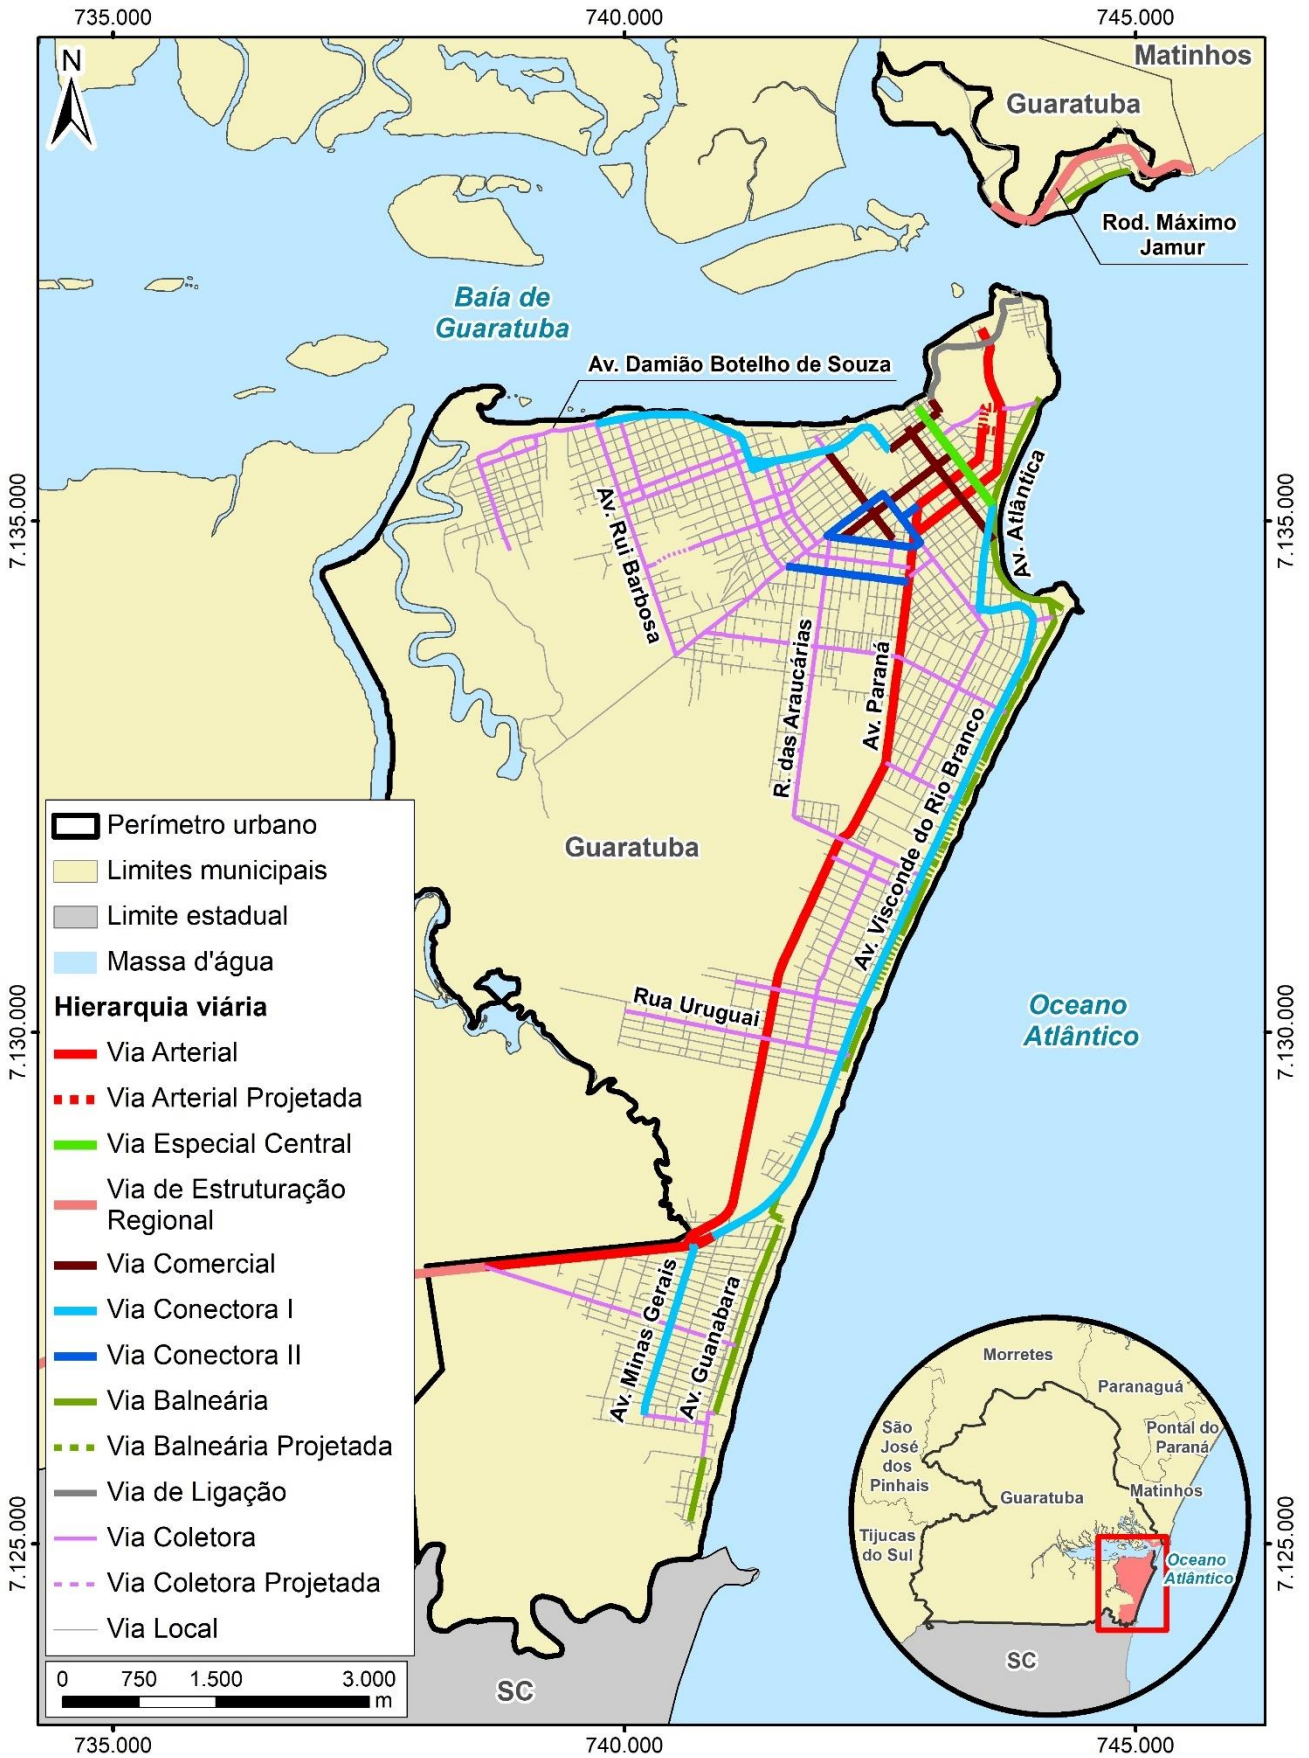 735.000
740.000
745.000
N
Matinhos
Guaratuba
Rod. Máximo
Jamur
Baía de
Guaratuba
Av. Damião Botelho de Souza
7.135.000
7.135.000
Av. Atlântica
Av. Rui Barbosa
R. das Araucárias
Av. Paraná
Av. Visconde do Rio Branco
Guaratuba
Rua Uruguai
Oceano
Atlântico
7.130.000
7.130.000
Av. Minas Gerais
Av. Guanabara
Perímetro urbano
Limites municipais
Limite estadual
Massa d'água
Hierarquia viária
Via Arterial
Via Arterial Projetada
Via Especial Central
Via de Estruturação
Regional
Via Comercial
Via Conectora I
Via Conectora II
Via Balneária
Via Balneária Projetada
Via de Ligação
Via Coletora
Via Coletora Projetada
Via Local
0 750 1.500 3.000
m
SC
7.125.000
7.125.000
Morretes
Paranaguá
São
José
dos
Pinhais
Pontal do
Paraná
Guaratuba
Matinhos
Tijucas
do Sul
Oceano
Atlântico
SC
735.000
740.000
745.000